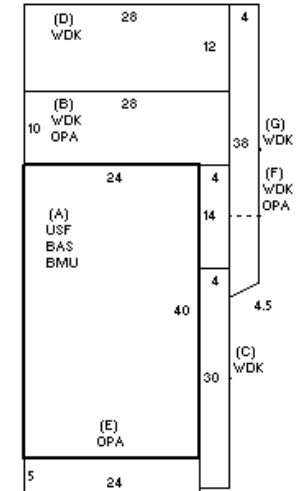 (D) 28 4
WDK
12
(B) 28
10 WDK
OPA
38
(G)
WDK
24 4
(F)
WDK
OPA
(A)
USF
BAS
BMU
14
4
40
4.5
(C)
WDK
30
(E)
OPA
5
24